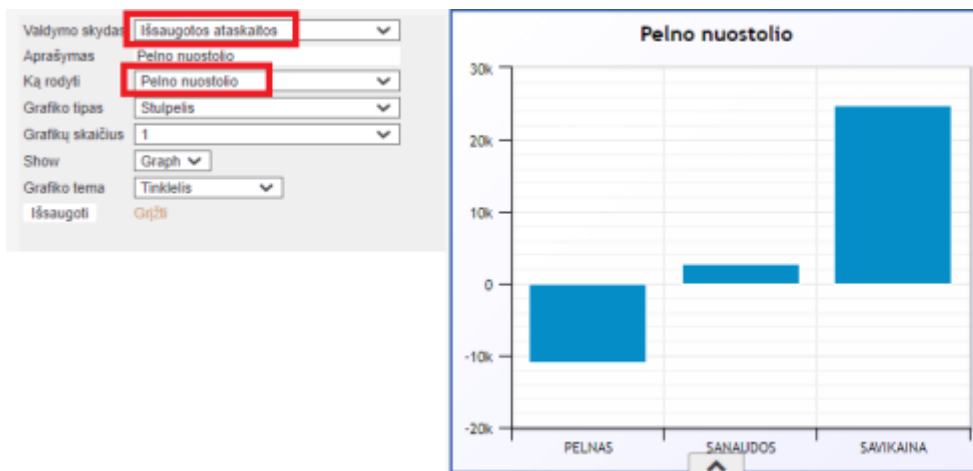 Valdymo skydas Išsaugotos ataskaitos
Aprašymas Pelno nuostolio
Ką rodyti Pelno nuostolio
Grafiko tipas Stulpelis
Grafikų skaičius 1
Show Graph
Grafiko tema Tinklelis
Išsaugoti Grįžti
Pelno nuostolio
30k
20k
10k
0
-10k
-20k
PELNAS SANAUDOS SAVIKAINA